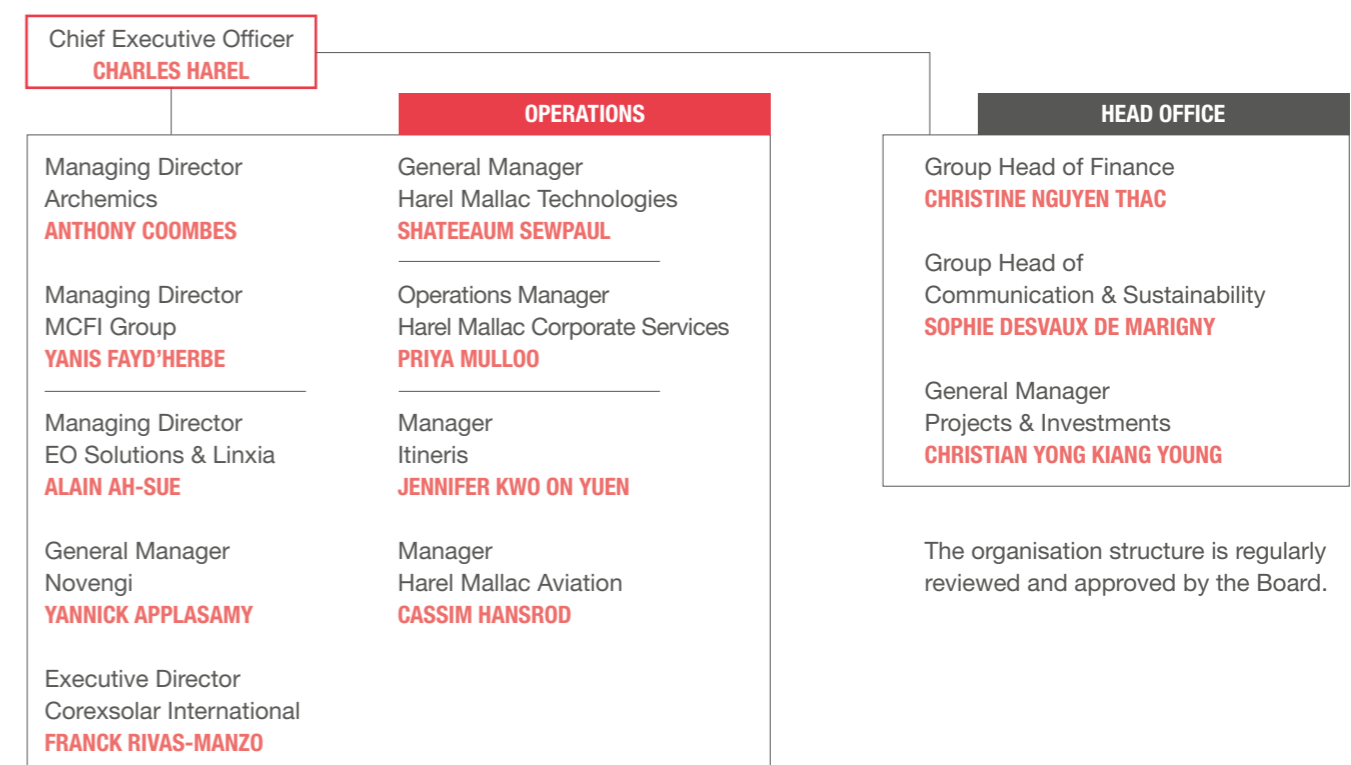 Chief Executive Officer
CHARLES HAREL
OPERATIONS
Managing Director
Archemics
ANTHONY COOMBES
Managing Director
MCFI Group
YANIS FAYD’HERBE
Managing Director
EO Solutions & Linxia
ALAIN AH-SUE
General Manager
Novengi
YANNICK APPLASAMY
Executive Director
Corexsolar International
FRANCK RIVAS-MANZO
General Manager
Harel Mallac Technologies
SHATEEAUM SEWPAUL
Operations Manager
Harel Mallac Corporate Services
PRIYA MULLOO
Manager
Itineris
JENNIFER KWO ON YUEN
Manager
Harel Mallac Aviation
CASSIM HANSROD
HEAD OFFICE
Group Head of Finance
CHRISTINE NGUYEN THAC
Group Head of
Communication & Sustainability
SOPHIE DESVAUX DE MARIGNY
General Manager
Projects & Investments
CHRISTIAN YONG KIANG YOUNG
The organisation structure is regularly
reviewed and approved by the Board.